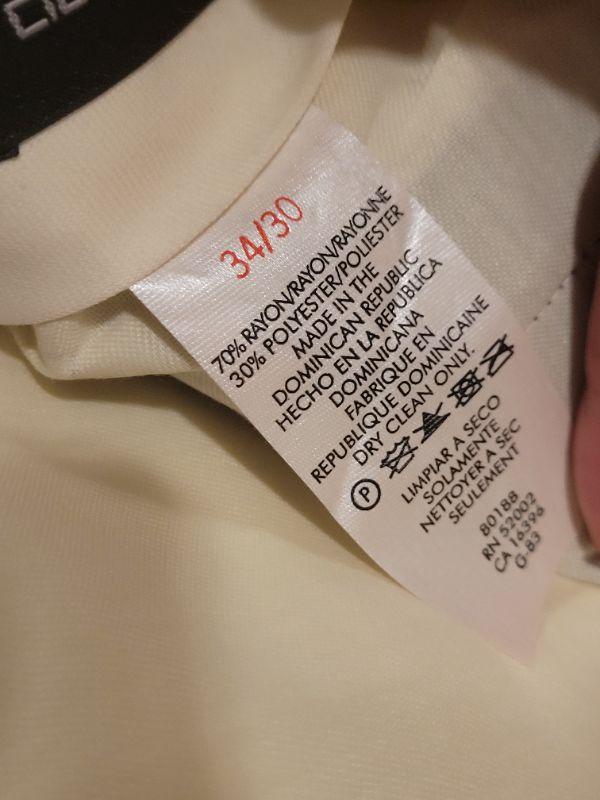 34/30
70% RAYON/RAYON/RAYONNE
30% POLYESTER/POLIESTER
MADE IN THE
DOMINICAN REPUBLIC
HECHO EN LA REPUBLICA
DOMINICANA
FABRIQUE EN
REPUBLIQUE DOMINICAINE
DRY CLEAN ONLY.
P
LIMPIAR A SECO
SOLAMENTE
NETTOYER A SEC
SEULEMENT
80188
RN 52002
CA 16396
G-83